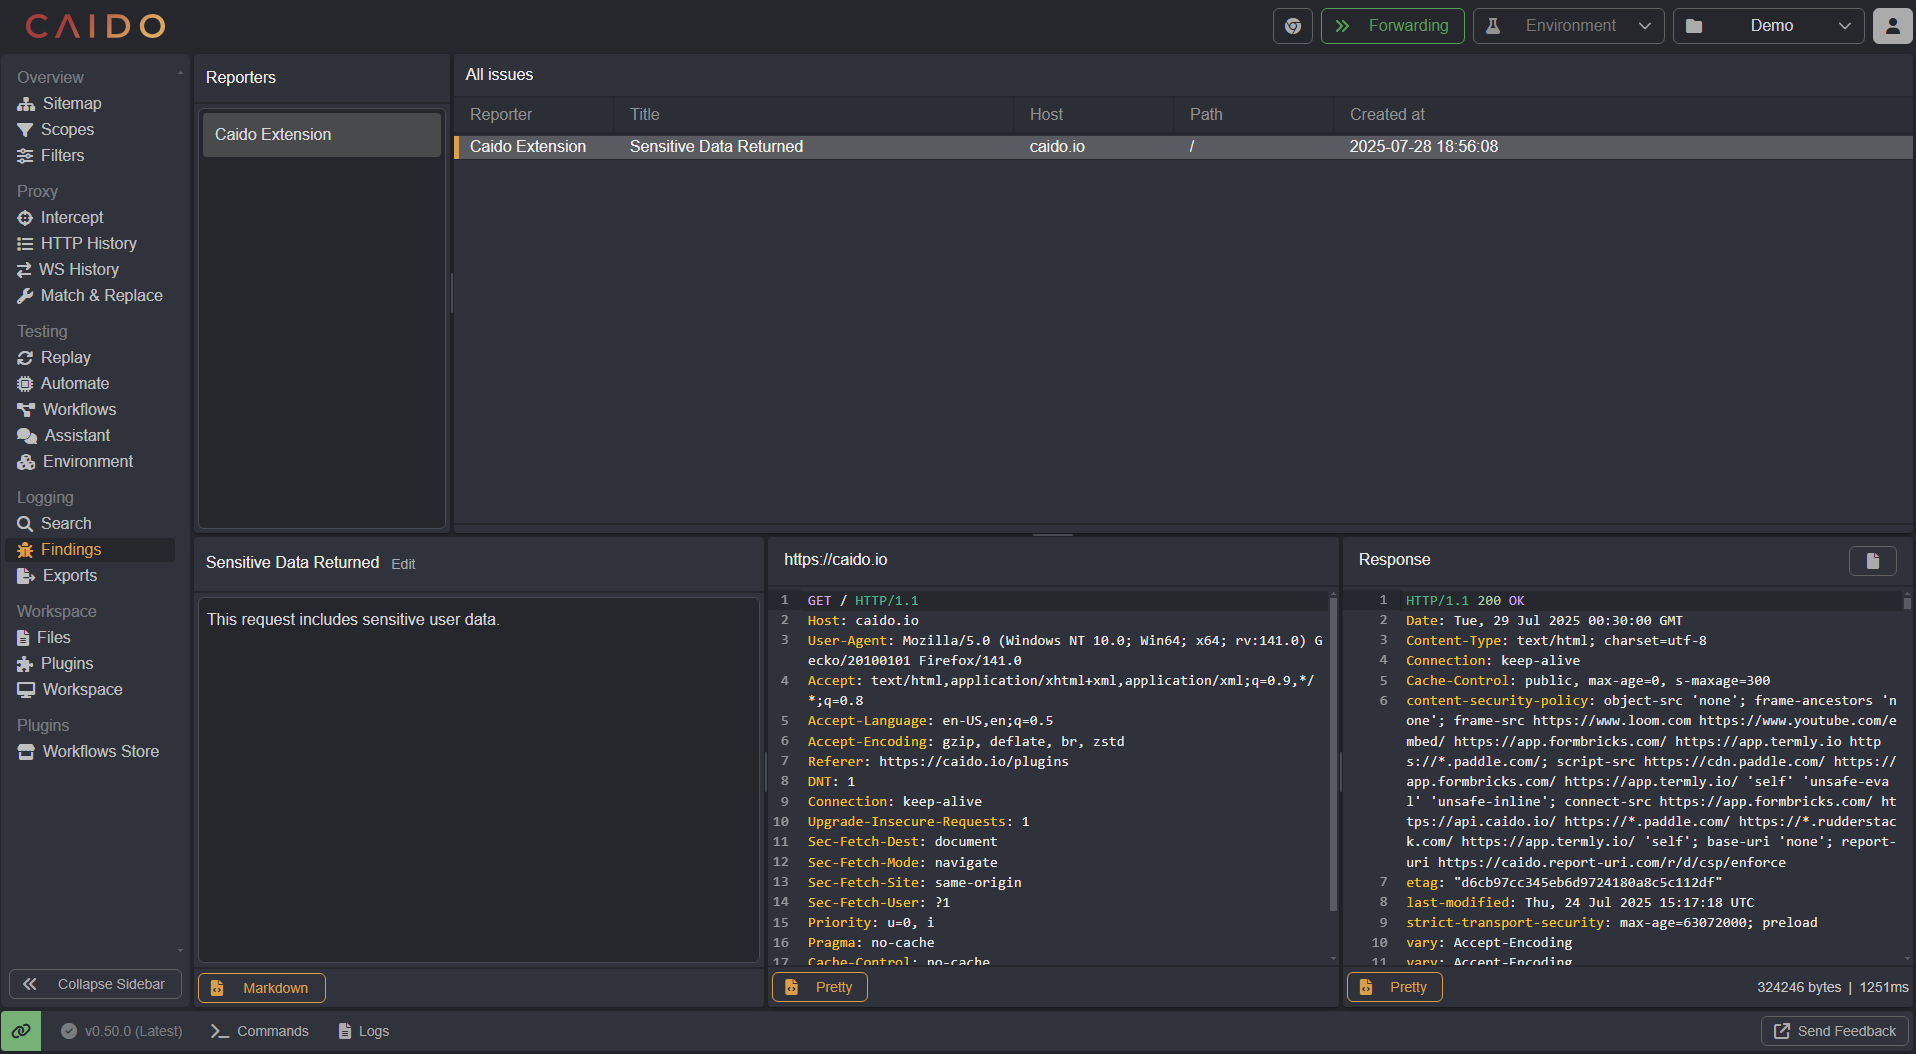 CAIDO
Forwarding
Environment
Demo
Overview
Sitemap
Scopes
Filters
Proxy
Intercept
HTTP History
WS History
Match & Replace
Testing
Replay
Automate
Workflows
Assistant
Environment
Logging
Search
Findings
Exports
Workspace
Files
Plugins
Workspace
Plugins
Workflows Store
Collapse Sidebar
Reporters
Caido Extension
All issues
Reporter Title Host Path Created at
Caido Extension Sensitive Data Returned caido.io / 2025-07-28 18:56:08
Sensitive Data Returned Edit
This request includes sensitive user data.
Markdown
https://caido.io
1 GET / HTTP/1.1
2 Host: caido.io
3 User-Agent: Mozilla/5.0 (Windows NT 10.0; Win64; x64; rv:141.0) G
ecko/20100101 Firefox/141.0
4 Accept: text/html,application/xhtml+xml,application/xml;q=0.9,*/
*;q=0.8
5 Accept-Language: en-US,en;q=0.5
6 Accept-Encoding: gzip, deflate, br, zstd
7 Referer: https://caido.io/plugins
8 DNT: 1
9 Connection: keep-alive
10 Upgrade-Insecure-Requests: 1
11 Sec-Fetch-Dest: document
12 Sec-Fetch-Mode: navigate
13 Sec-Fetch-Site: same-origin
14 Sec-Fetch-User: ?1
15 Priority: u=0, i
16 Pragma: no-cache
17 Cache-Control: no-cache
Pretty
Response
1 HTTP/1.1 200 OK
2 Date: Tue, 29 Jul 2025 00:30:00 GMT
3 Content-Type: text/html; charset=utf-8
4 Connection: keep-alive
5 Cache-Control: public, max-age=0, s-maxage=300
6 content-security-policy: object-src 'none'; frame-ancestors 'n
one'; frame-src https://www.loom.com https://www.youtube.com/e
mbed/ https://app.formbricks.com/ https://app.termly.io http
s://*.paddle.com/; script-src https://cdn.paddle.com/ https://
app.formbricks.com/ https://app.termly.io/ 'self' 'unsafe-eva
l' 'unsafe-inline'; connect-src https://app.formbricks.com/ ht
tps://api.caido.io/ https://*.paddle.com/ https://*.rudderstac
k.com/ https://app.termly.io/ 'self'; base-uri 'none'; report-
uri https://caido.report-uri.com/r/d/csp/enforce
7 etag: "d6cb97cc345eb6d9724180a8c5c112df"
8 last-modified: Thu, 24 Jul 2025 15:17:18 UTC
9 strict-transport-security: max-age=63072000; preload
10 vary: Accept-Encoding
11 vary: Accept-Encoding
Pretty
324246 bytes | 1251ms
v0.50.0 (Latest)
Commands
Logs
Send Feedback